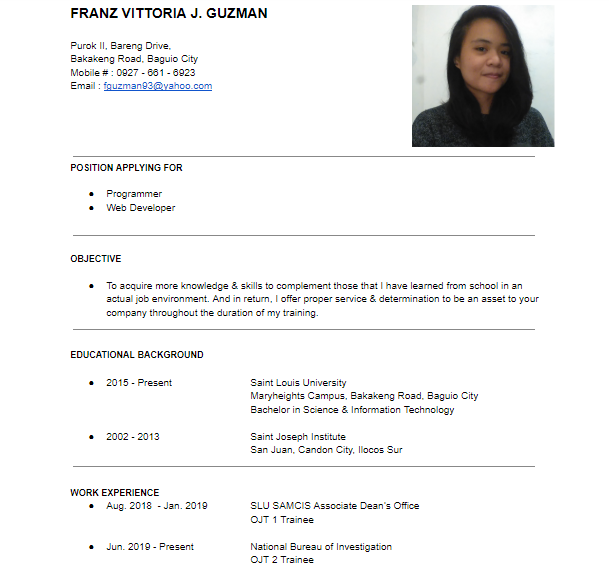 FRANZ VITTORIA J. GUZMAN
Purok II, Bareng Drive,
Bakakeng Road, Baguio City
Mobile # : 0927 - 661 - 6923
Email : fguzman93@yahoo.com
POSITION APPLYING FOR
● Programmer
● Web Developer
OBJECTIVE
● To acquire more knowledge & skills to complement those that I have learned from school in an
actual job environment. And in return, I offer proper service & determination to be an asset to your
company throughout the duration of my training.
EDUCATIONAL BACKGROUND
● 2015 - Present Saint Louis University
Maryheights Campus, Bakakeng Road, Baguio City
Bachelor in Science & Information Technology
● 2002 - 2013 Saint Joseph Institute
San Juan, Candon City, Ilocos Sur
WORK EXPERIENCE
● Aug. 2018 - Jan. 2019 SLU SAMCIS Associate Dean's Office
OJT 1 Trainee
● Jun. 2019 - Present National Bureau of Investigation
OJT 2 Trainee